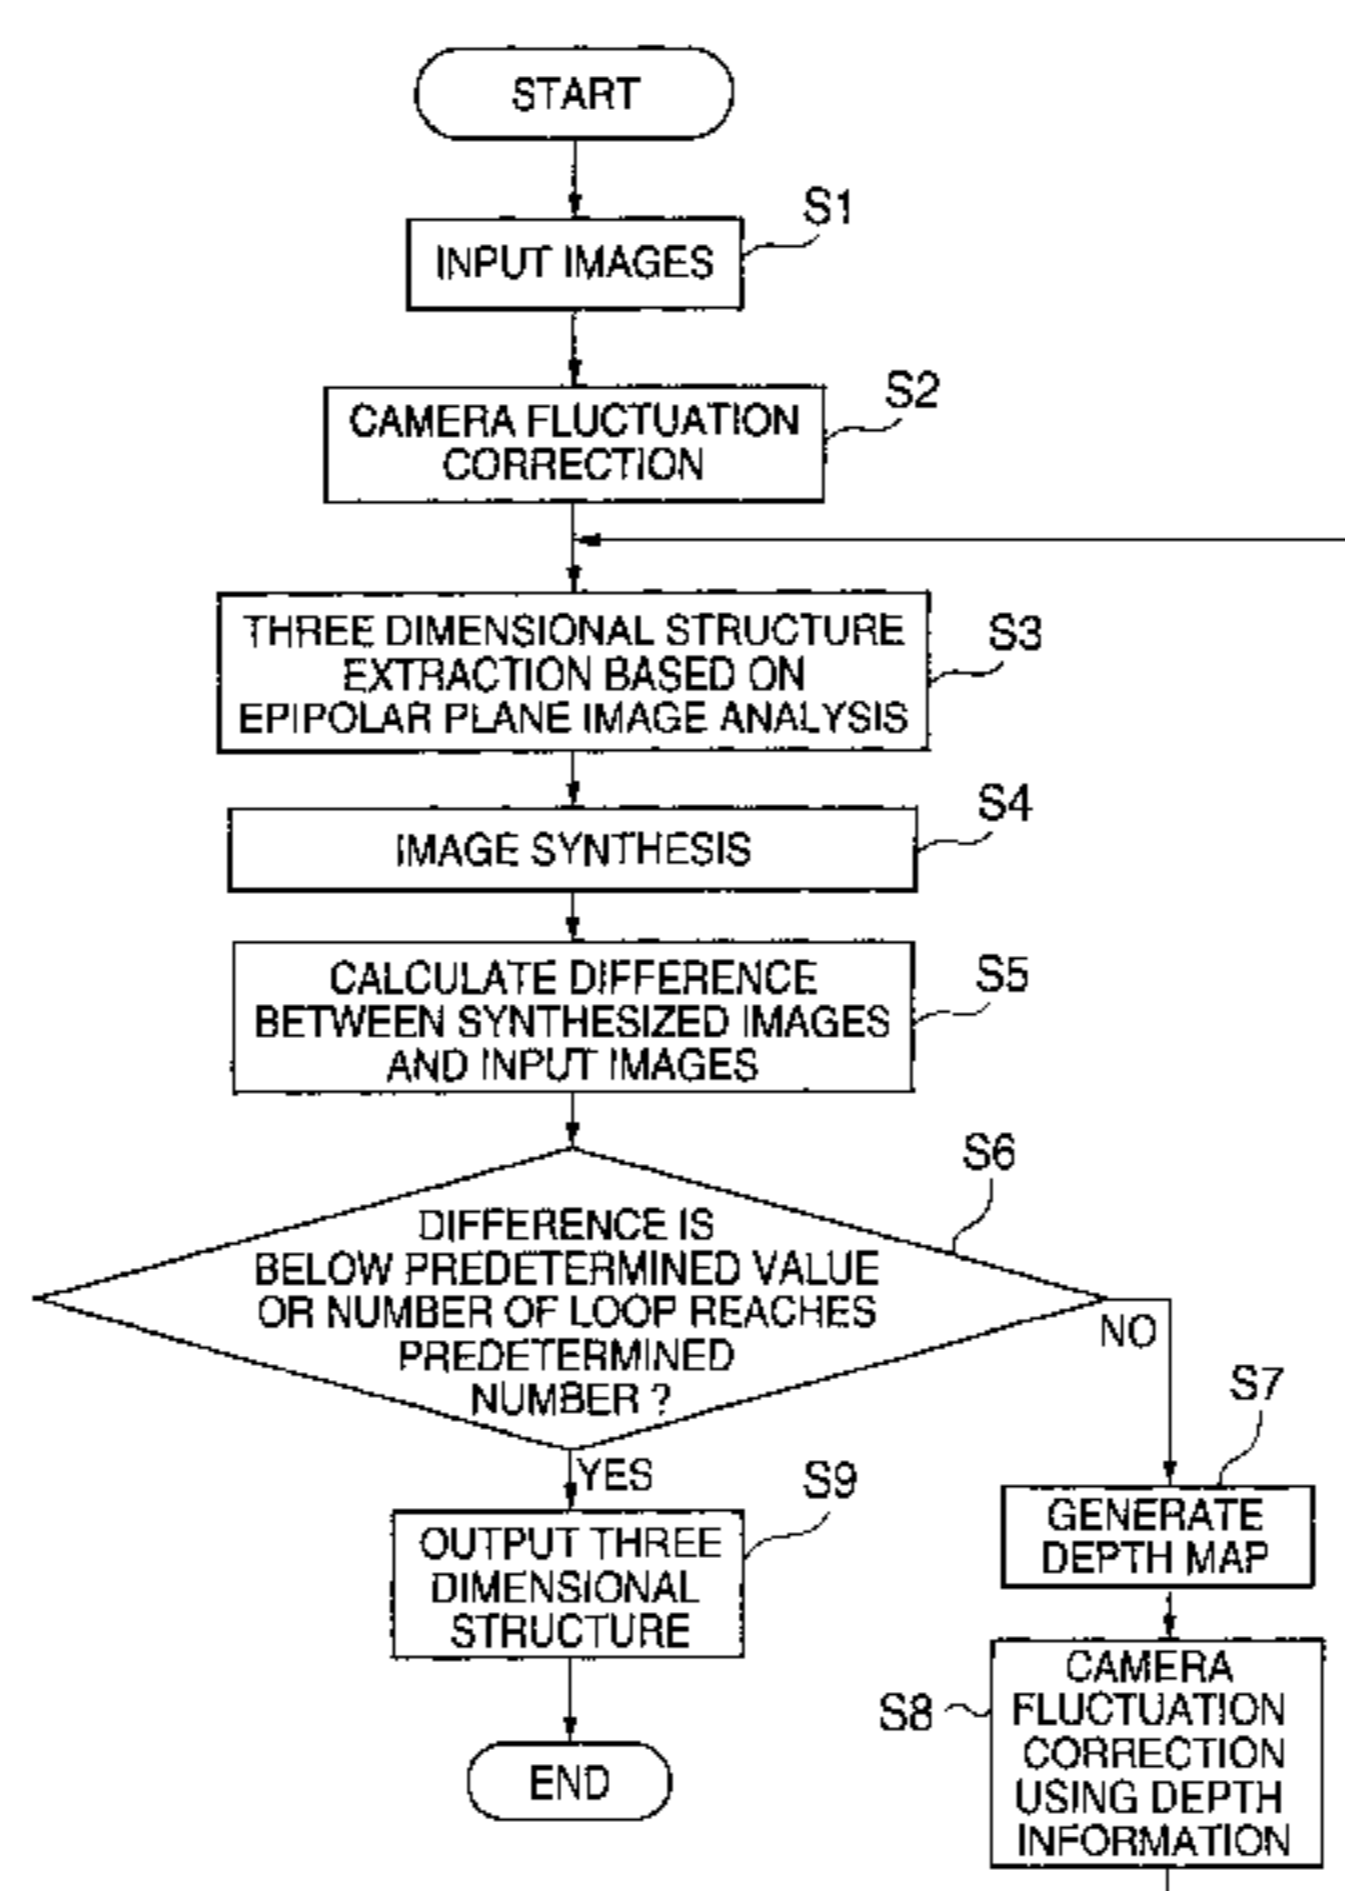 START
S1
INPUT IMAGES
S2
CAMERA FLUCTUATION
CORRECTION
S3
THREE DIMENSIONAL STRUCTURE
EXTRACTION BASED ON
EPIPOLAR PLANE IMAGE ANALYSIS
S4
IMAGE SYNTHESIS
S5
CALCULATE DIFFERENCE
BETWEEN SYNTHESIZED IMAGES
AND INPUT IMAGES
S6
DIFFERENCE IS
BELOW PREDETERMINED VALUE
OR NUMBER OF LOOP REACHES
PREDETERMINED
NUMBER ?
NO
YES
S7
GENERATE
DEPTH MAP
S9
OUTPUT THREE
DIMENSIONAL
STRUCTURE
S8
CAMERA
FLUCTUATION
CORRECTION
USING DEPTH
INFORMATION
END